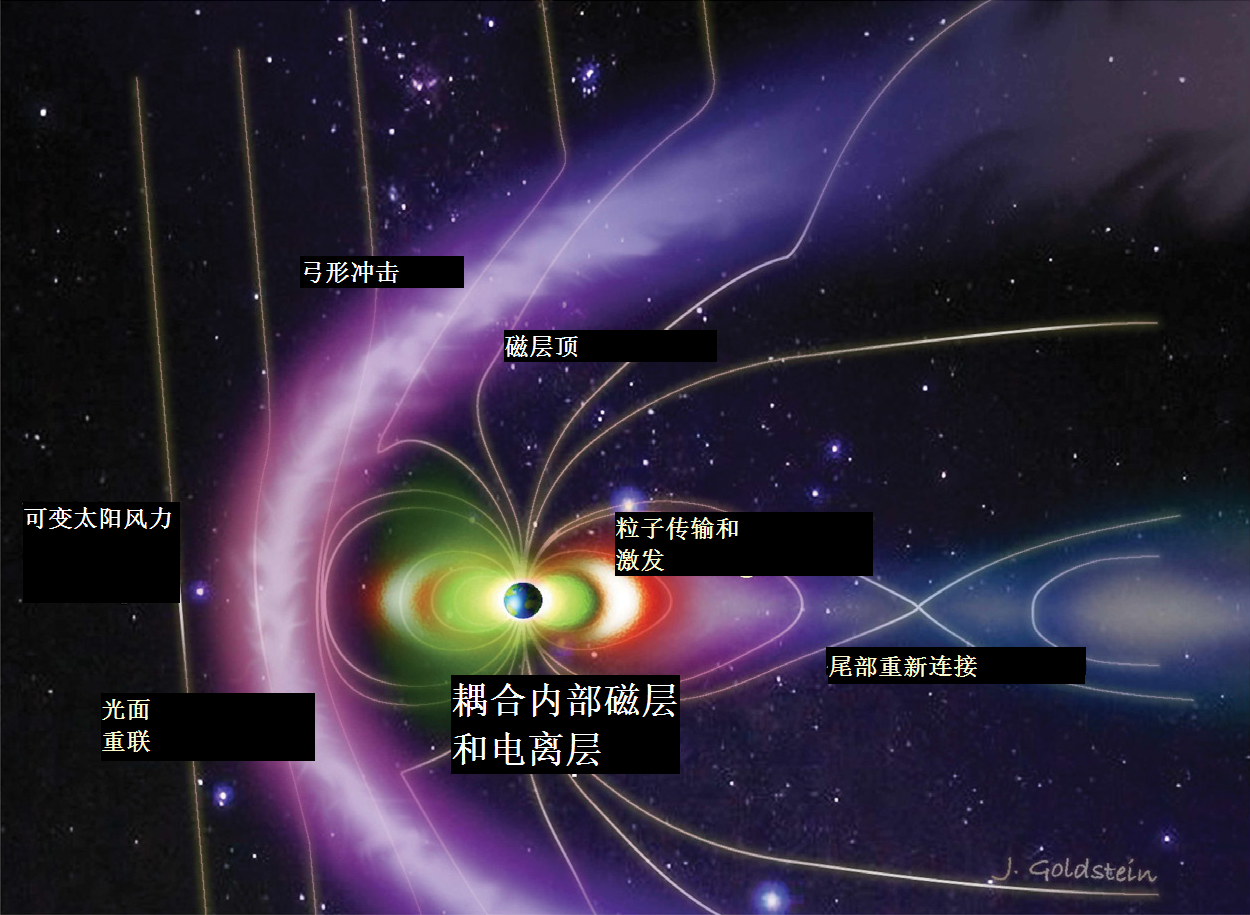 弓形冲击
磁层顶
可变太阳风力
粒子传输和
激发
尾部重新连接
光面
重联
耦合内部磁层
和电离层
J. Goldstein